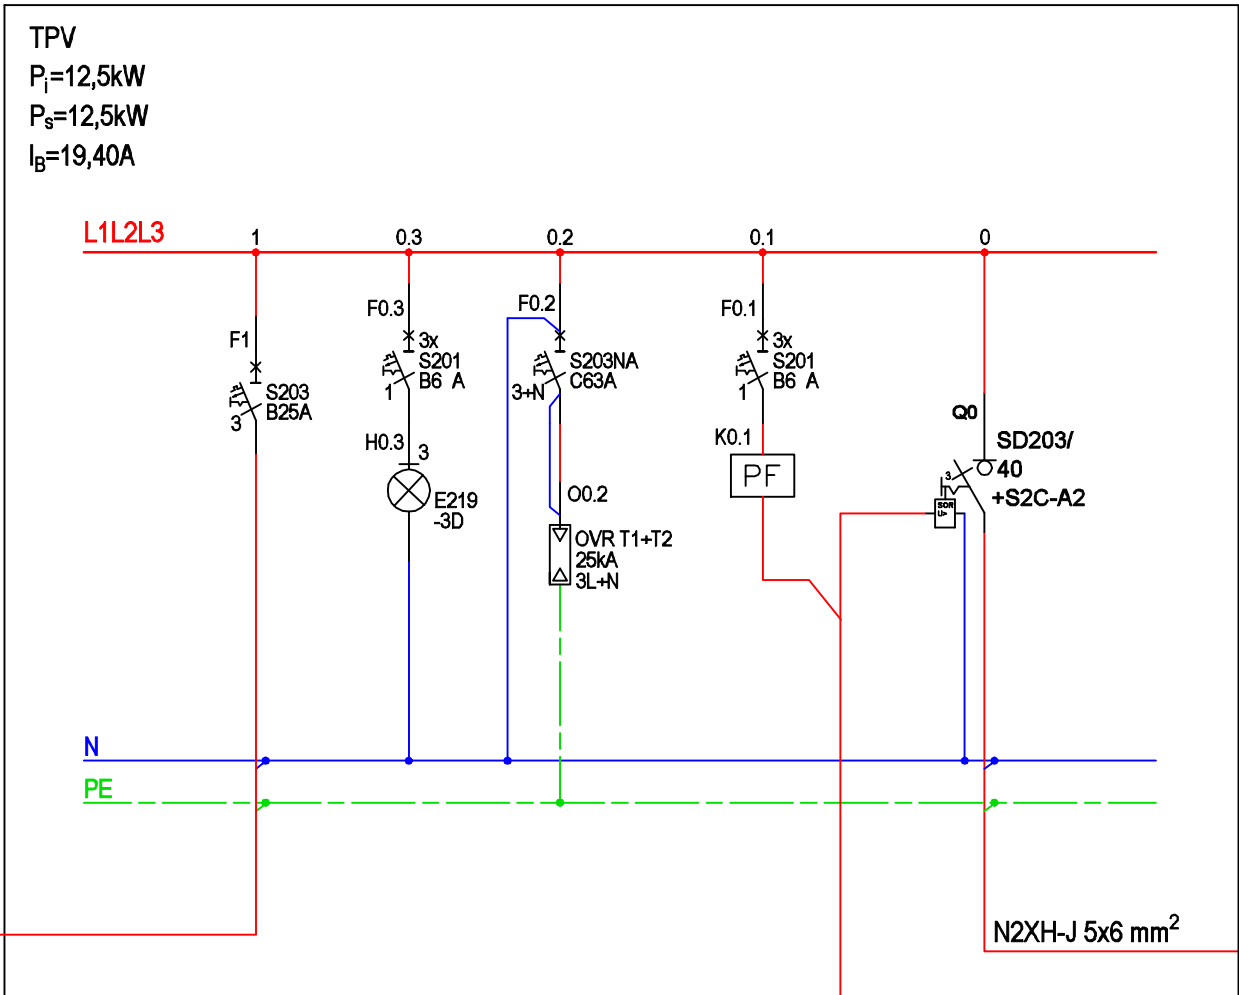 TPV
Pi=12,5kW
Ps=12,5kW
IB=19,40A
L1L2L3
1
0.3
0.2
0.1
0
F1
S203
B25A
3
F0.3
3x
S201
B6 A
1
H0.3
3
E219
-3D
F0.2
S203NA
C63A
3+N
O0.2
OVR T1+T2
25kA
3L+N
F0.1
3x
S201
B6 A
1
K0.1
PF
Q0
SD203/
40
+S2C-A2
3
SOR
U>
N
PE
N2XH-J 5x6 mm²